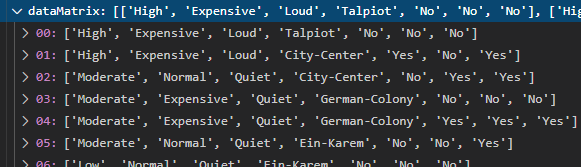 dataMatrix: [['High', 'Expensive', 'Loud', 'Talpiot', 'No', 'No', 'No'], ['Hig
00: ['High', 'Expensive', 'Loud', 'Talpiot', 'No', 'No', 'No']
01: ['High', 'Expensive', 'Loud', 'City-Center', 'Yes', 'No', 'Yes']
02: ['Moderate', 'Normal', 'Quiet', 'City-Center', 'No', 'Yes', 'Yes']
03: ['Moderate', 'Expensive', 'Quiet', 'German-Colony', 'No', 'No', 'No']
04: ['Moderate', 'Expensive', 'Quiet', 'German-Colony', 'Yes', 'Yes', 'Yes']
05: ['Moderate', 'Normal', 'Quiet', 'Ein-Karem', 'No', 'No', 'Yes']
06: ['Low', 'Normal', 'Quiet', 'Ein-Karem', 'No', 'No', 'No']